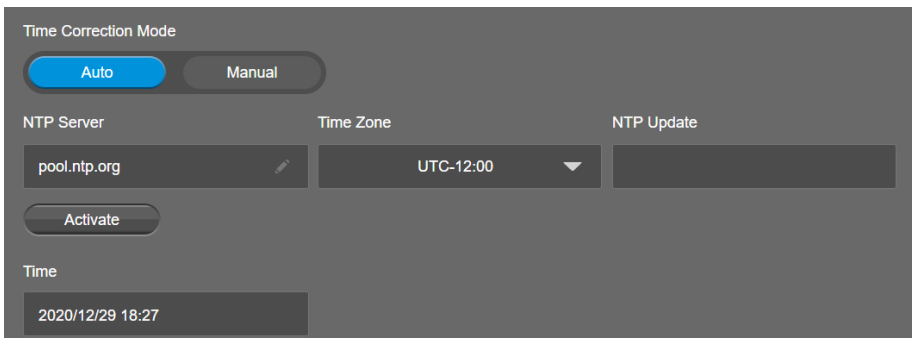 Time Correction Mode
Auto Manual
NTP Server Time Zone NTP Update
pool.ntp.org UTC-12:00
Activate
Time
2020/12/29 18:27